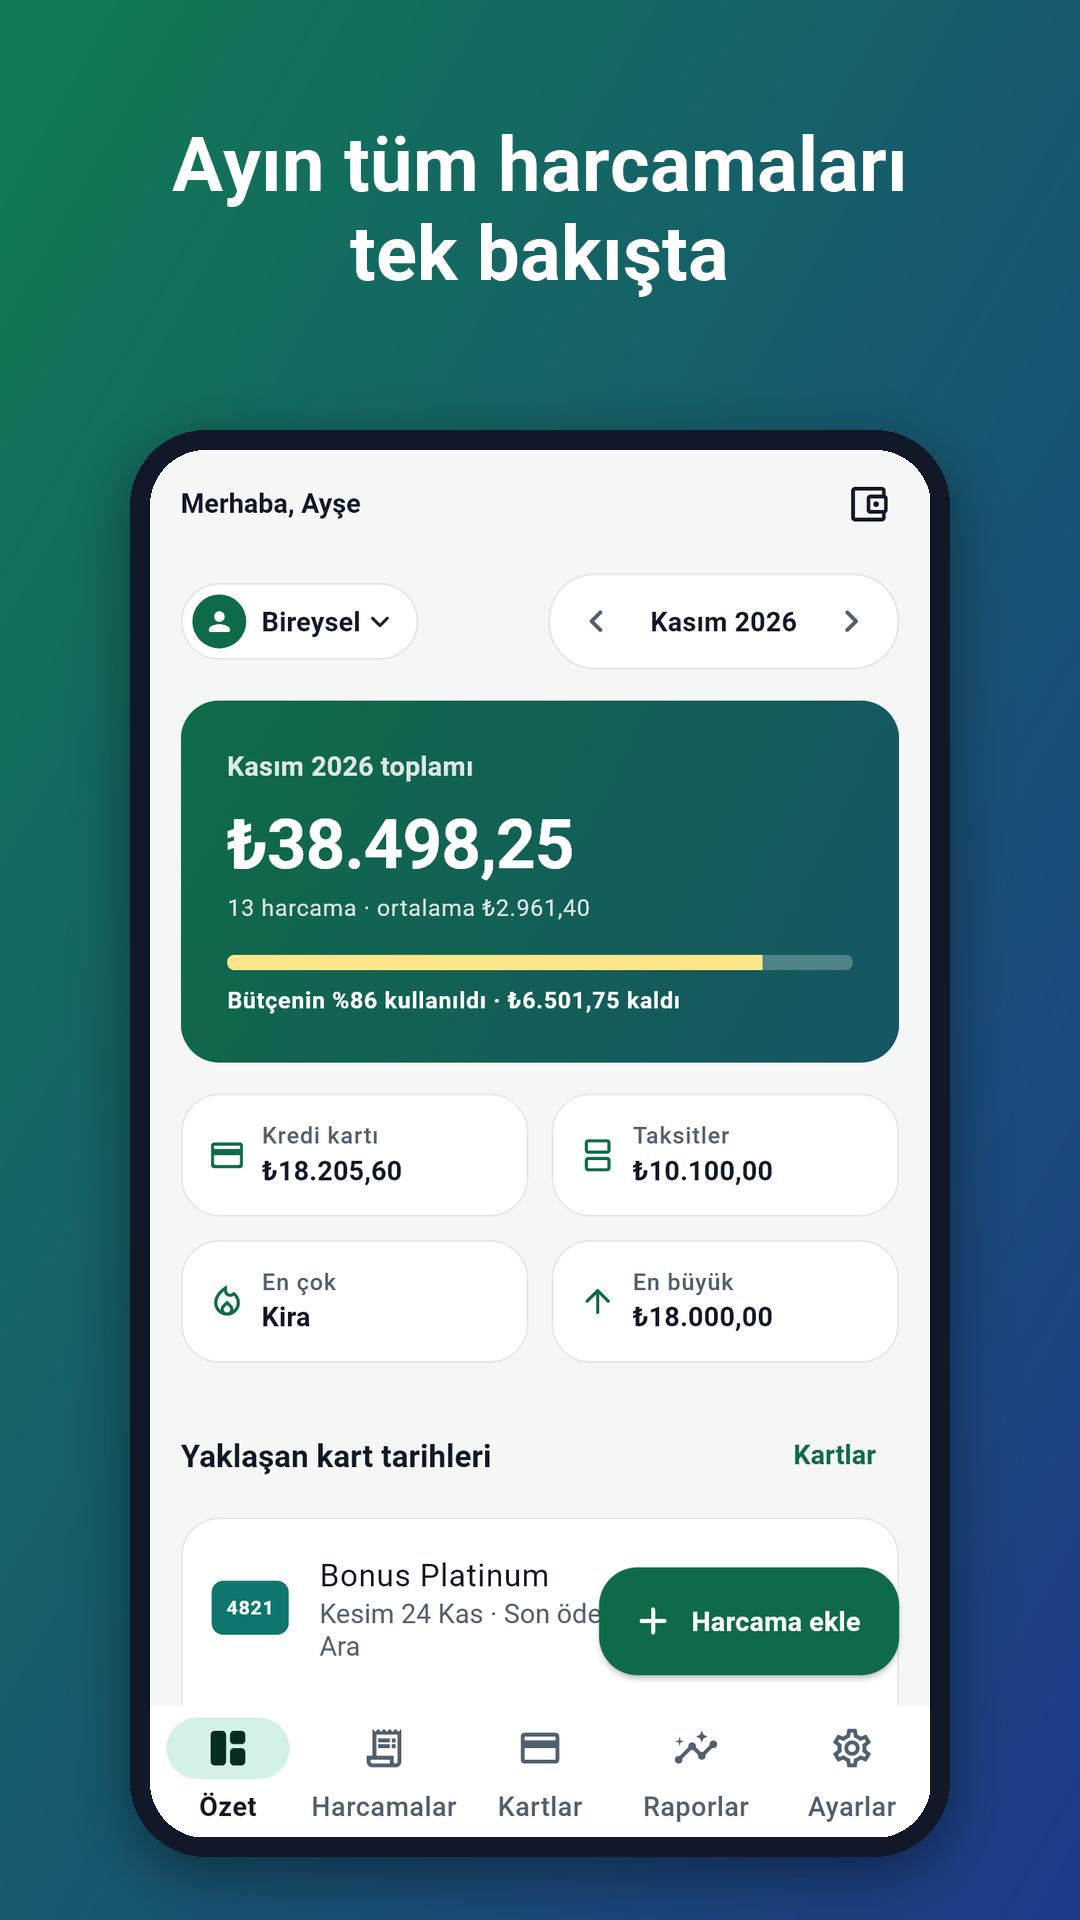 Ayın tüm harcamaları
tek bakışta
Merhaba, Ayşe
Bireysel
Kasım 2026
Kasım 2026 toplamı
₺38.498,25
13 harcama · ortalama ₺2.961,40
Bütçenin %86 kullanıldı · ₺6.501,75 kaldı
Kredi kartı
₺18.205,60
Taksitler
₺10.100,00
En çok
Kira
En büyük
₺18.000,00
Yaklaşan kart tarihleri
Kartlar
4821
Bonus Platinum
Kesim 24 Kas · Son öde
Ara
Harcama ekle
Özet
Harcamalar
Kartlar
Raporlar
Ayarlar